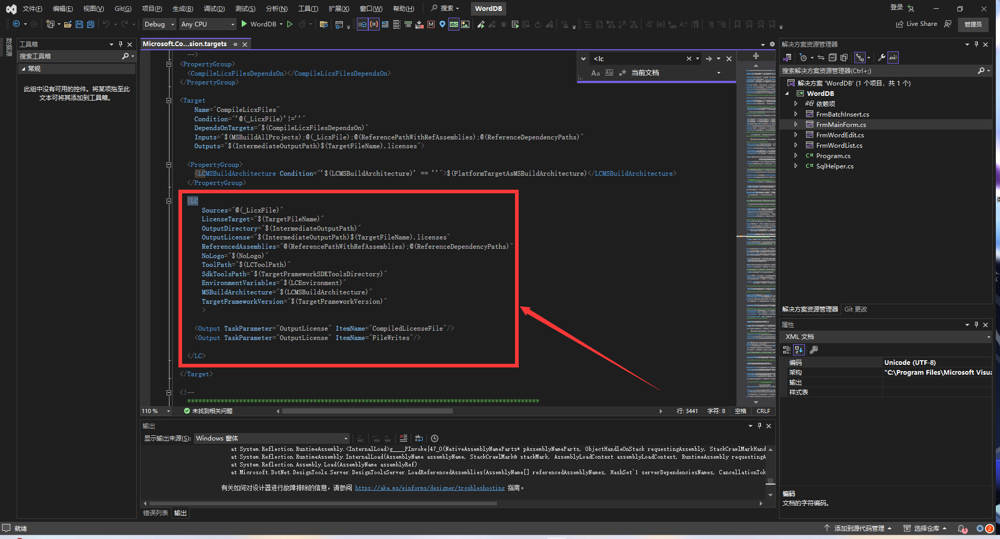 文件(F) 编辑(E) 视图(V) Git(G) 项目(P) 生成(B) 调试(D) 测试(S) 分析(N) 工具(T) 扩展(X) 窗口(W) 帮助(H) 搜索 WordDB 登录
Debug Any CPU WordDB Live Share 管理员
数据源
工具箱
搜索工具箱
常规
此组中没有可用的控件。将某项拖至此
文本可将其添加到工具箱。
Microsoft.Co...sion.targets
<lc
Aa Ab 当前文档
-->
<PropertyGroup>
<CompileLicxFilesDependsOn></CompileLicxFilesDependsOn>
</PropertyGroup>
<Target
Name="CompileLicxFiles"
Condition="'@(_LicxFile)'!=''"
DependsOnTargets="$(CompileLicxFilesDependsOn)"
Inputs="$(MSBuildAllProjects);@(_LicxFile);@(ReferencePathWithRefAssemblies);@(ReferenceDependencyPaths)"
Outputs="$(IntermediateOutputPath)$(TargetFileName).licenses">
<PropertyGroup>
<LCMSBuildArchitecture Condition="'$(LCMSBuildArchitecture)' == ''">$(PlatformTargetAsMSBuildArchitecture)</LCMSBuildArchitecture>
</PropertyGroup>
<LC
Sources="@(_LicxFile)"
LicenseTarget="$(TargetFileName)"
OutputDirectory="$(IntermediateOutputPath)"
OutputLicense="$(IntermediateOutputPath)$(TargetFileName).licenses"
ReferencedAssemblies="@(ReferencePathWithRefAssemblies);@(ReferenceDependencyPaths)"
NoLogo="$(NoLogo)"
ToolPath="$(LCToolPath)"
SdkToolsPath="$(TargetFrameworkSDKToolsDirectory)"
EnvironmentVariables="$(LCEnvironment)"
MSBuildArchitecture="$(LCMSBuildArchitecture)"
TargetFrameworkVersion="$(TargetFrameworkVersion)"
>
<Output TaskParameter="OutputLicense" ItemName="CompiledLicenseFile"/>
<Output TaskParameter="OutputLicense" ItemName="FileWrites"/>
</LC>
</Target>
<!--
***********************************************************************************************
110 % 未找到相关问题 行: 3441 字符: 8 空格 CRLF
输出
显示输出来源(S): Windows 窗体
at System.Reflection.RuntimeAssembly.<InternalLoad>g____PInvoke|47_0(NativeAssemblyNameParts* pAssemblyNameParts, ObjectHandleOnStack requestingAssembly, StackCrawlMarkHand
at System.Reflection.RuntimeAssembly.InternalLoad(AssemblyName assemblyName, StackCrawlMark& stackMark, AssemblyLoadContext assemblyLoadContext, RuntimeAssembly requestingA
at System.Reflection.Assembly.Load(AssemblyName assemblyRef)
at Microsoft.DotNet.DesignTools.Server.DesignToolsServer.LoadReferencedAssemblies(AssemblyName[] referencedAssemblyNames, HashSet`1 serverDependenciesNames, CancellationTok
有关如何对设计器进行故障排除的信息，请参阅 https://aka.ms/winforms/designer/troubleshooting 指南。
错误列表 输出
解决方案资源管理器
搜索解决方案资源管理器(Ctrl+;)
解决方案 'WordDB' (1 个项目，共 1 个)
C# WordDB
依赖项
FrmBatchInsert.cs
FrmMainForm.cs
FrmWordEdit.cs
FrmWordList.cs
C# Program.cs
C# SqlHelper.cs
解决方案资源管理器 Git 更改
属性
XML 文档
编码 Unicode (UTF-8)
架构 "C:\Program Files\Microsoft Visua
输出
样式表
编码
文档的字符编码。
就绪 添加到源代码管理 选择仓库 1 2